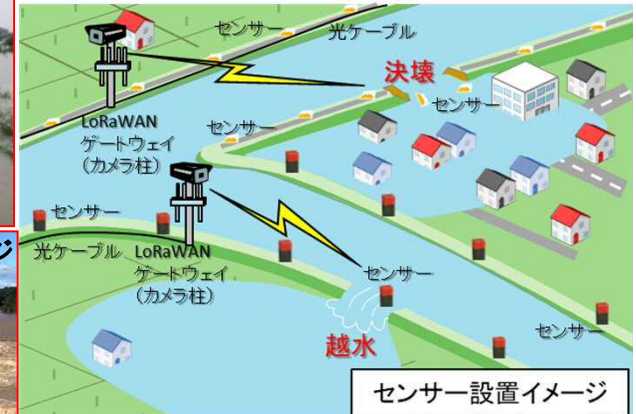 センサー
光ケーブル
決壊
センサー
LoRaWAN
ゲートウェイ
(カメラ柱)
センサー
センサー
ジ
光ケーブル
LoRaWAN
ゲートウェイ
(カメラ柱)
センサー
越水
センサー
センサー設置イメージ